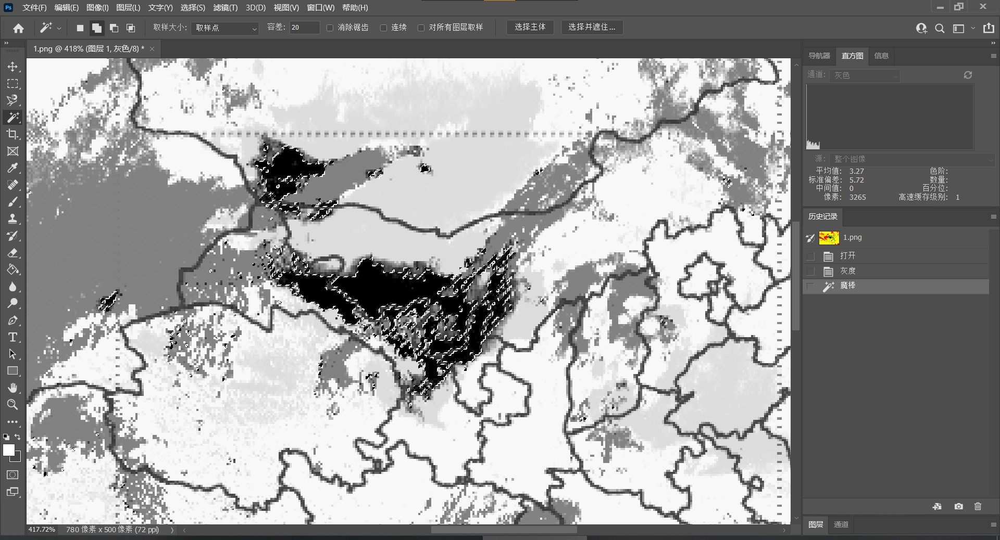 Ps 文件(F) 编辑(E) 图像(I) 图层(L) 文字(Y) 选择(S) 滤镜(T) 3D(D) 视图(V) 窗口(W) 帮助(H)
取样大小: 取样点 容差: 20 消除锯齿 连续 对所有图层取样 选择主体 选择并遮住...
1.png @ 418% (图层 1, 灰色/8) * ×
导航器 直方图 信息
通道: 灰色
源: 整个图像
平均值: 3.27 色阶:
标准偏差: 5.72 数量:
中间值: 0 百分位:
像素: 3265 高速缓存级别: 1
历史记录
1.png
打开
灰度
魔棒
图层 通道
417.72% 780 像素 x 500 像素 (72 ppi)